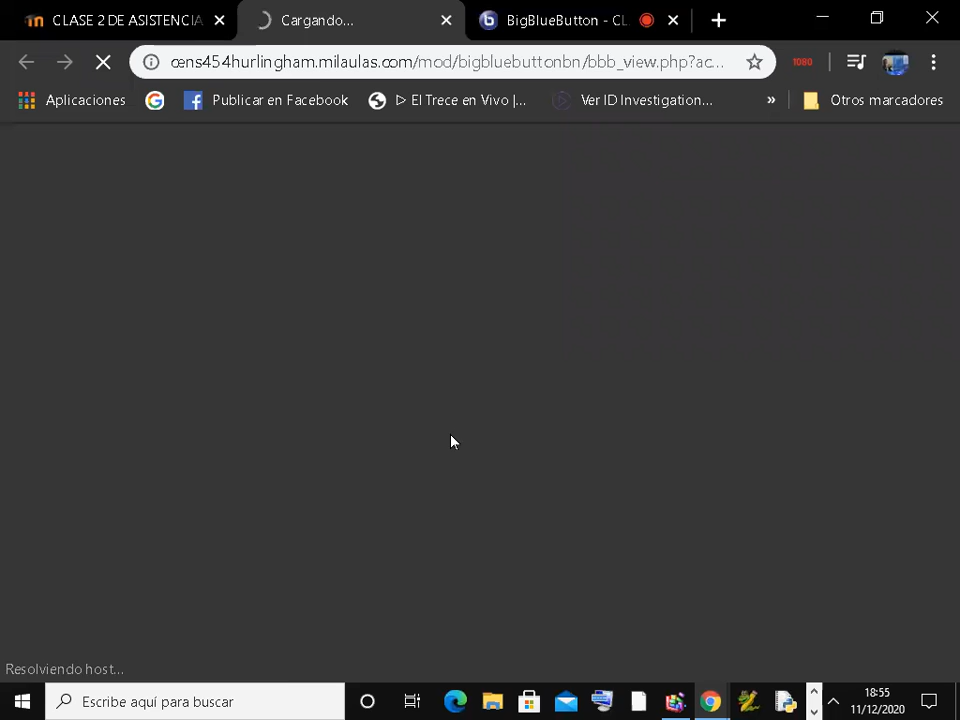 CLASE 2 DE ASISTENCIA
Cargando...
BigBlueButton - CL
cens454hurlingham.milaulas.com/mod/bigbluebuttonbn/bbb_view.php?ac...
1080
Aplicaciones
Publicar en Facebook
▷ El Trece en Vivo |...
Ver ID Investigation...
»
Otros marcadores
Resolviendo host...
Escribe aquí para buscar
18:55
11/12/2020